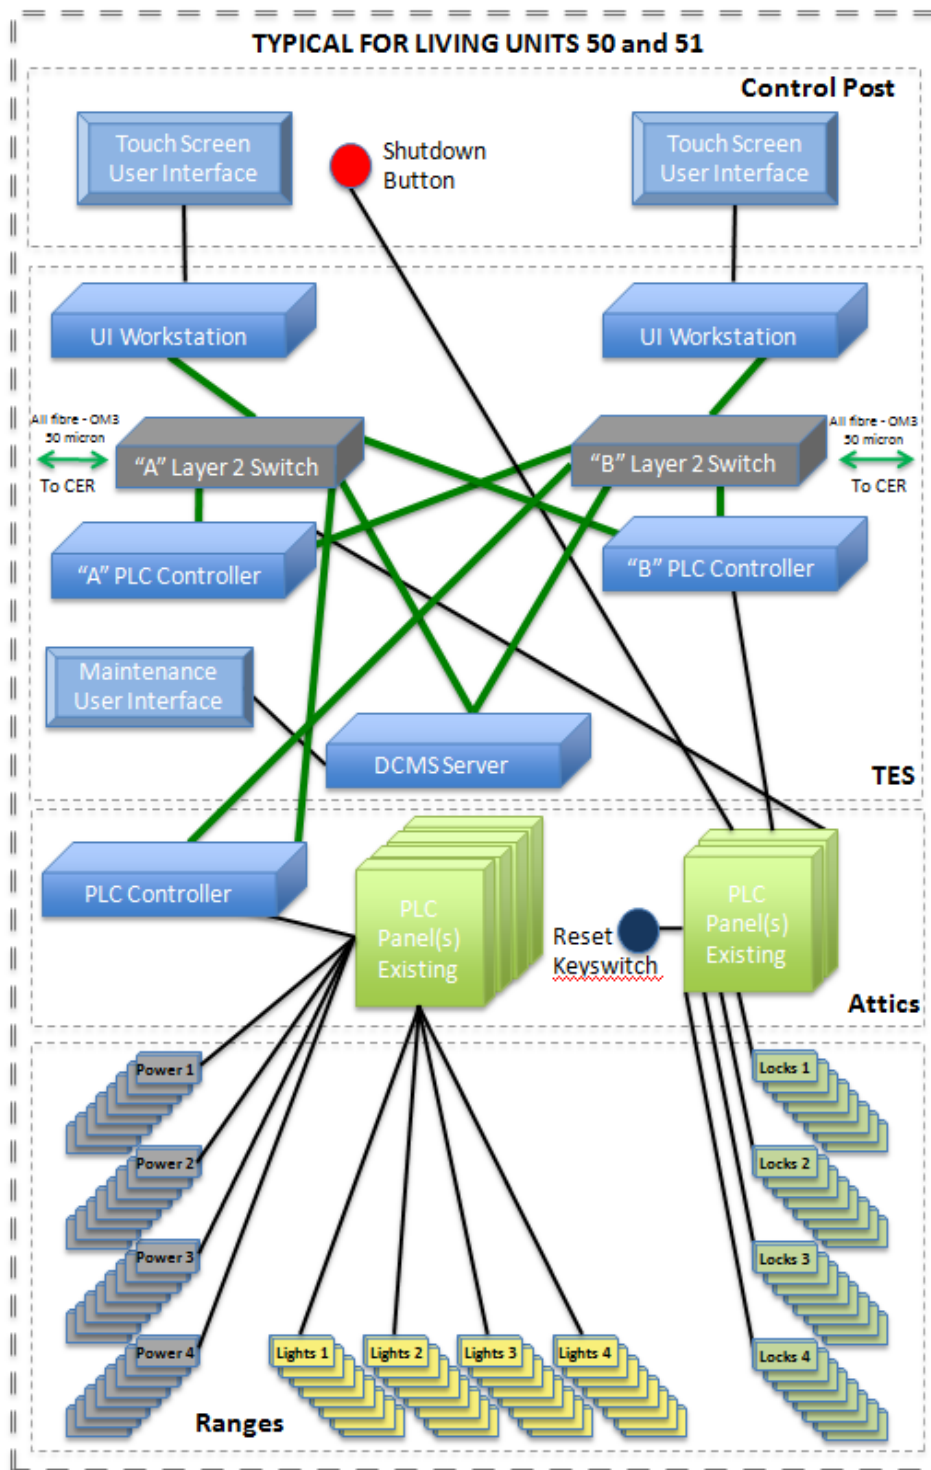 TYPICAL FOR LIVING UNITS 50 and 51
Control Post
Touch Screen
User Interface
Shutdown
Button
Touch Screen
User Interface
UI Workstation
UI Workstation
All fibre - OM3
50 micron
To CER
"A" Layer 2 Switch
"B" Layer 2 Switch
All fibre - OM3
50 micron
To CER
"A" PLC Controller
"B" PLC Controller
Maintenance
User Interface
DCMS Server
TES
PLC Controller
PLC
Panel(s)
Existing
Reset
Keyswitch
PLC
Panel(s)
Existing
Attics
Power 1
Power 2
Power 3
Power 4
Lights 1
Lights 2
Lights 3
Lights 4
Locks 1
Locks 2
Locks 3
Locks 4
Ranges